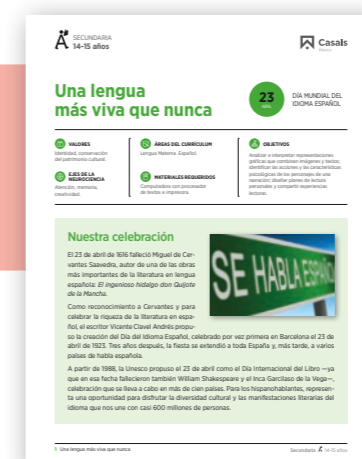 SECUNDARIA
14-15 años
Casals
Una lengua
más viva que nunca
23
DÍA MUNDIAL DEL
IDIOMA ESPAÑOL
VALORES
Identidad, conservación
del patrimonio cultural.
EJES DE LA
NEUROCIENCIA
Atención, memoria,
creatividad.
ÁREAS DEL CURRÍCULUM
Lengua Materna. Español.
MATERIALES REQUERIDOS
Computadora con procesador
de textos e impresora.
OBJETIVOS
Analizar e interpretar representaciones
gráficas que combinan imágenes y textos;
identificar las acciones y las características
psicológicas de los personajes de una
narración; diseñar planes de lectura
personales y compartir experiencias
lectoras.
Nuestra celebración
El 23 de abril de 1616 falleció Miguel de Cer-
vantes Saavedra, autor de una de las obras
más importantes de la literatura en lengua
española: El ingenioso hidalgo don Quijote
de la Mancha.
Como reconocimiento a Cervantes y para
celebrar la riqueza de la literatura en espa-
ñol, el escritor Vicente Clavel Andrés propu-
so la creación del Día del Idioma Español, celebrado por vez primera en Barcelona el 23 de
abril de 1923. Tres años después, la fiesta se extendió a toda España y, más tarde, a varios
países de habla española.
A partir de 1988, la Unesco propuso el 23 de abril como el Día Internacional del Libro —ya
que en esa fecha fallecieron también William Shakespeare y el Inca Garcilaso de la Vega—,
celebración que se lleva a cabo en más de cien países. Para los hispanohablantes, represen-
ta una oportunidad para disfrutar la diversidad cultural y las manifestaciones literarias del
idioma que nos une con casi 600 millones de personas.
SE HABLA ESPAÑOL
1 Una lengua más viva que nunca
Secundaria 14-15 años